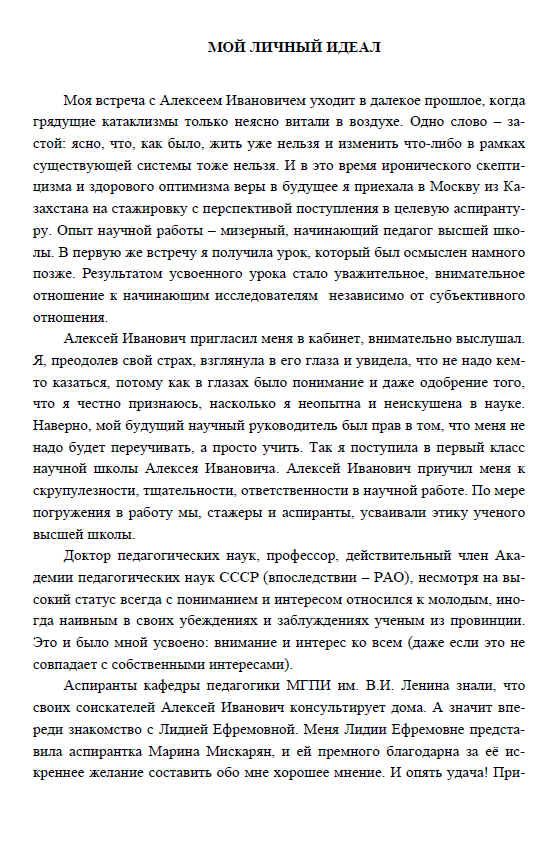 МОЙ ЛИЧНЫЙ ИДЕАЛ
Моя встреча с Алексеем Ивановичем уходит в далекое прошлое, когда
грядущие катаклизмы только неясно витали в воздухе. Одно слово – за-
стой: ясно, что, как было, жить уже нельзя и изменить что-либо в рамках
существующей системы тоже нельзя. И в это время иронического скепти-
цизма и здорового оптимизма веры в будущее я приехала в Москву из Ка-
захстана на стажировку с перспективой поступления в целевую аспиранту-
ру. Опыт научной работы – мизерный, начинающий педагог высшей шко-
лы. В первую же встречу я получила урок, который был осмыслен намного
позже. Результатом усвоенного урока стало уважительное, внимательное
отношение к начинающим исследователям  независимо от субъективного
отношения.
Алексей Иванович пригласил меня в кабинет, внимательно выслушал.
Я, преодолев свой страх, взглянула в его глаза и увидела, что не надо кем-
то казаться, потому как в глазах было понимание и даже одобрение того,
что я честно признаюсь, насколько я неопытна и неискушена в науке.
Наверно, мой будущий научный руководитель был прав в том, что меня не
надо будет переучивать, а просто учить. Так я поступила в первый класс
научной школы Алексея Ивановича. Алексей Иванович приучил меня к
скрупулезности, тщательности, ответственности в научной работе. По мере
погружения в работу мы, стажеры и аспиранты, усваивали этику ученого
высшей школы.
Доктор педагогических наук, профессор, действительный член Ака-
демии педагогических наук СССР (впоследствии – РАО), несмотря на вы-
сокий статус всегда с пониманием и интересом относился к молодым, ино-
гда наивным в своих убеждениях и заблуждениях ученым из провинции.
Это и было мной усвоено: внимание и интерес ко всем (даже если это не
совпадает с собственными интересами).
Аспиранты кафедры педагогики МГПИ им. В.И. Ленина знали, что
своих соискателей Алексей Иванович консультирует дома. А значит впе-
реди знакомство с Лидией Ефремовной. Меня Лидии Ефремовне предста-
вила аспирантка Марина Мискарян, и ей премного благодарна за её ис-
креннее желание составить обо мне хорошее мнение. И опять удача! При-